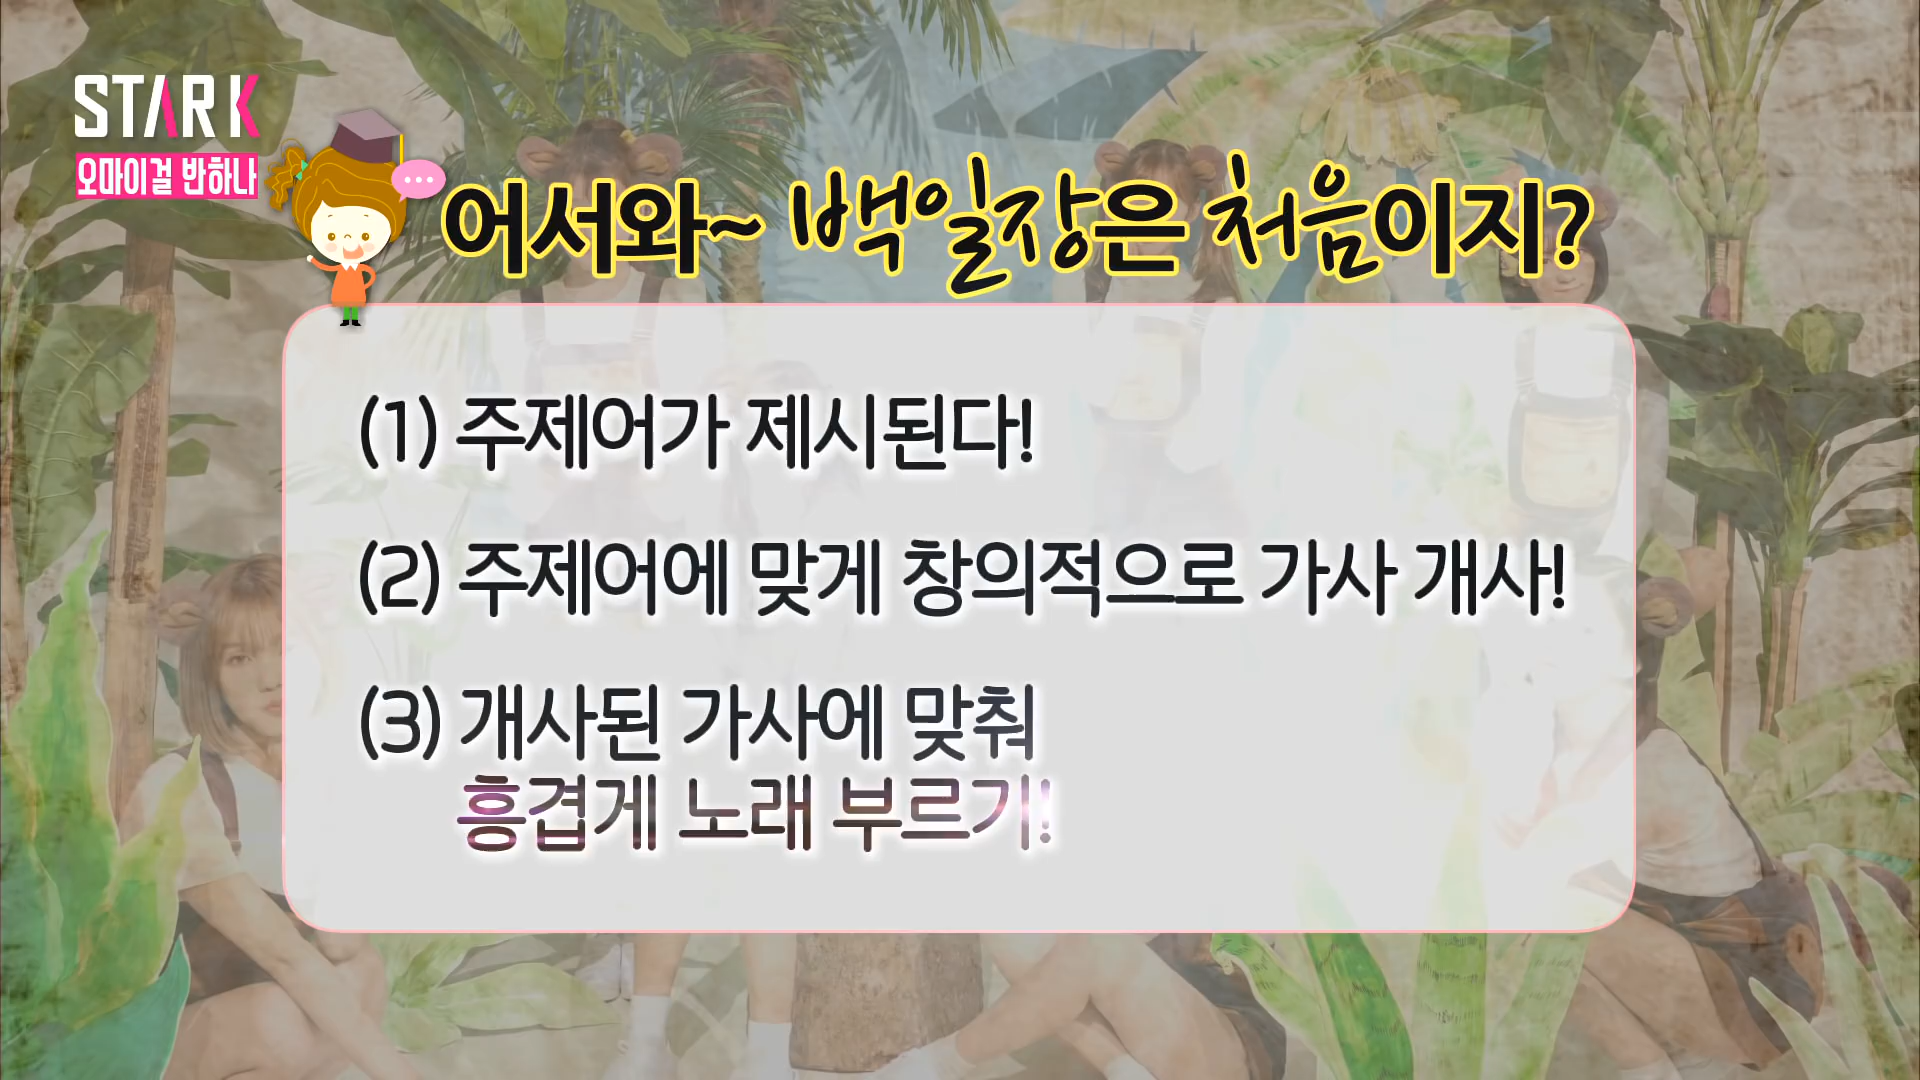 STARK
오마이걸 반하나
어서와~ 백일장은 처음이지?
(1) 주제어가 제시된다!
(2) 주제어에 맞게 창의적으로 가사 개사!
(3) 개사된 가사에 맞춰
흥겹게 노래 부르기!